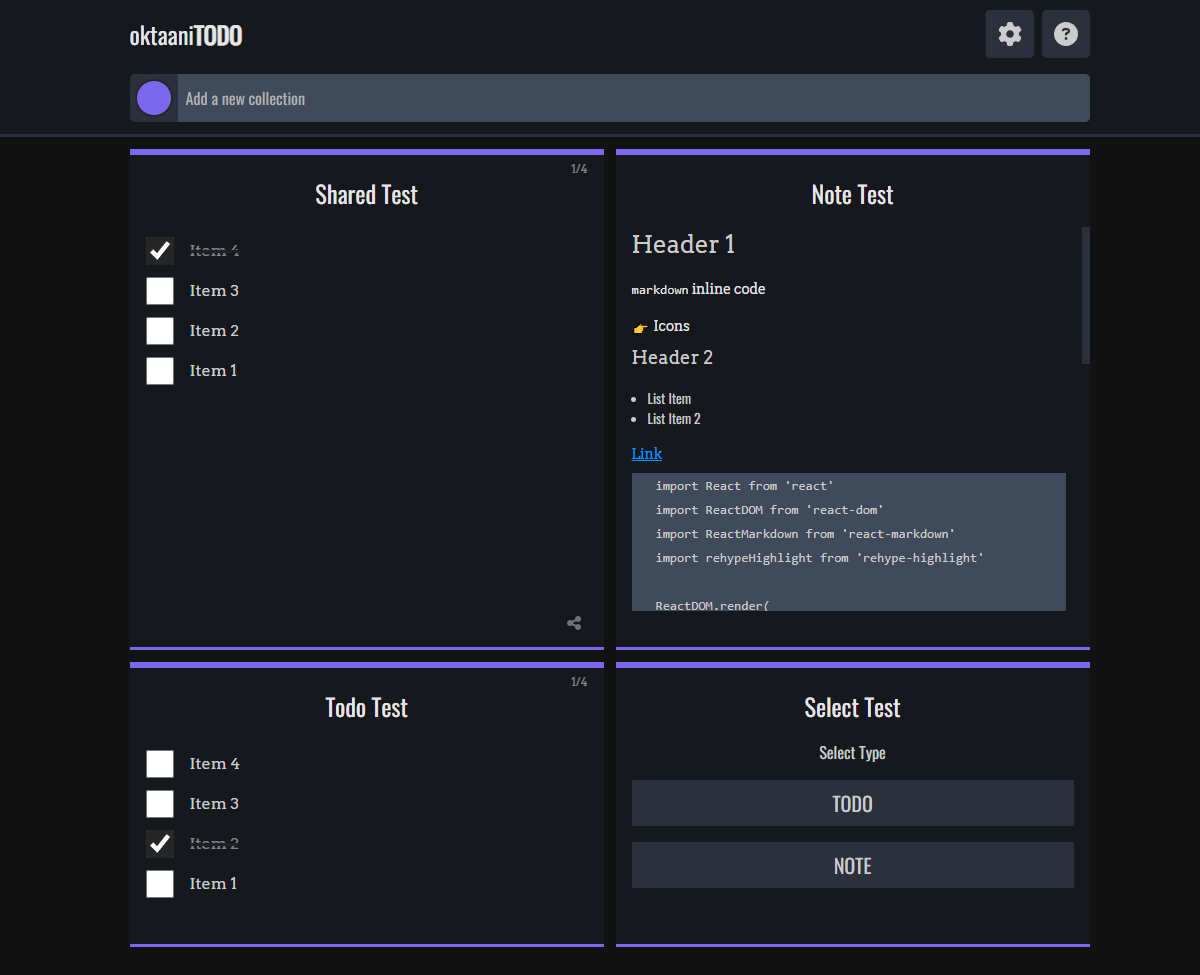 oktaaniTODO
?
Add a new collection
1/4
Shared Test
Item 4
Item 3
Item 2
Item 1
Note Test
Header 1
markdown inline code
👉 Icons
Header 2
• List Item
• List Item 2
Link
import React from 'react'
import ReactDOM from 'react-dom'
import ReactMarkdown from 'react-markdown'
import rehypeHighlight from 'rehype-highlight'
ReactDOM.render(
1/4
Todo Test
Item 4
Item 3
Item 2
Item 1
Select Test
Select Type
TODO
NOTE